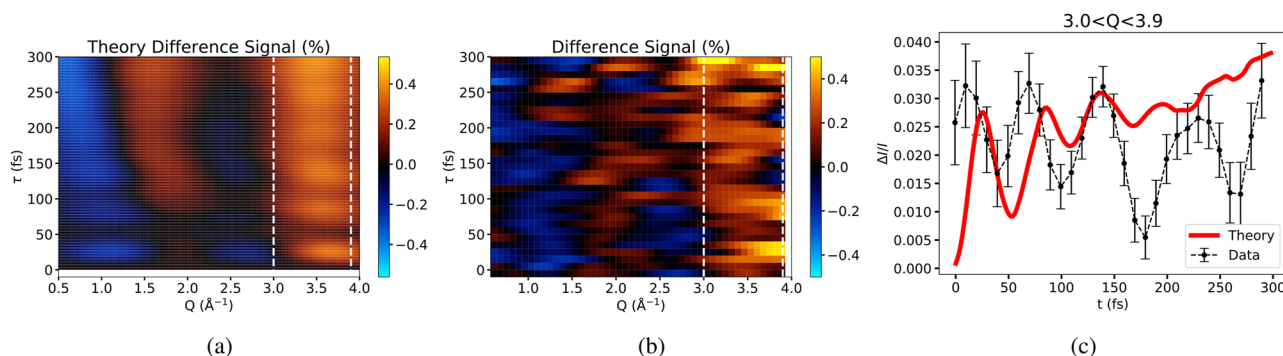 Theory Difference Signal (%)
300
250
200
150
100
50
0
τ (fs)
0.5 1.0 1.5 2.0 2.5 3.0 3.5 4.0
Q (Å⁻¹)
0.4
0.2
0.0
−0.2
−0.4
(a)
Difference Signal (%)
300
250
200
150
100
50
0
τ (fs)
1.0 1.5 2.0 2.5 3.0 3.5 4.0
Q (Å⁻¹)
0.4
0.2
0.0
−0.2
−0.4
(b)
3.0<Q<3.9
0.040
0.035
0.030
0.025
0.020
0.015
0.010
0.005
0.000
ΔI/I
0 50 100 150 200 250 300
t (fs)
Theory
Data
(c)